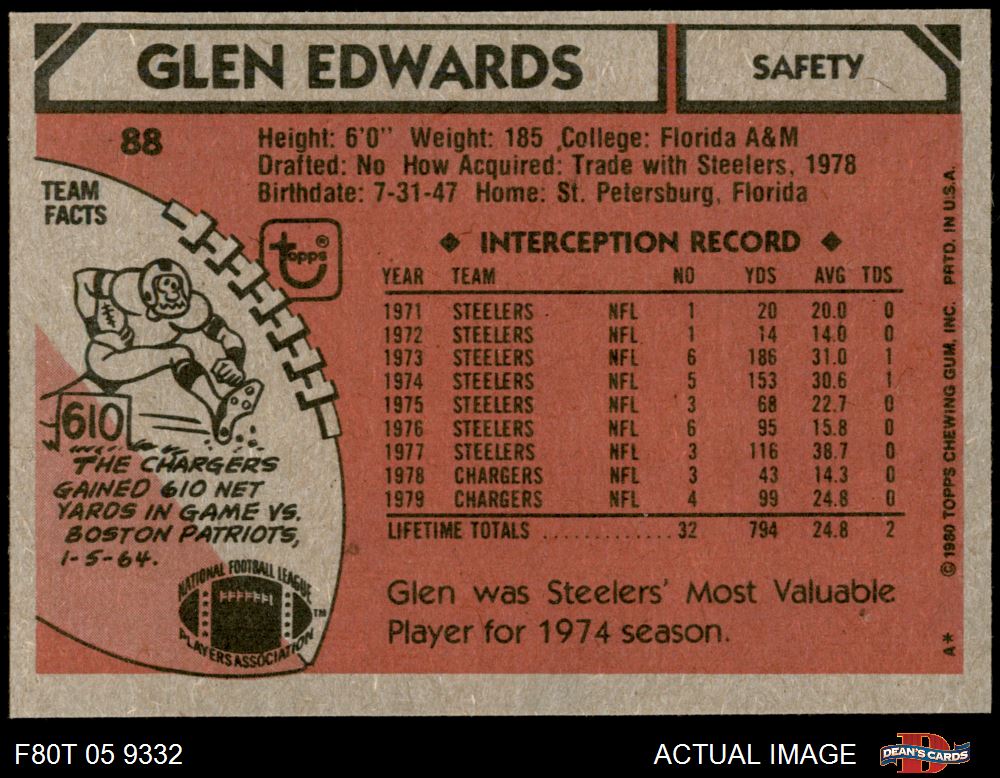 GLEN EDWARDS
SAFETY
88
Height: 6'0" Weight: 185 College: Florida A&M
Drafted: No How Acquired: Trade with Steelers, 1978
Birthdate: 7-31-47 Home: St. Petersburg, Florida
TEAM
FACTS
topps®
610
THE CHARGERS
GAINED 610 NET
YARDS IN GAME VS.
BOSTON PATRIOTS,
1-5-64.
NATIONAL FOOTBALL LEAGUE
PLAYERS ASSOCIATION
TM
◆ INTERCEPTION RECORD ◆
YEAR TEAM NO YDS AVG TDS
1971 STEELERS NFL 1 20 20.0 0
1972 STEELERS NFL 1 14 14.0 0
1973 STEELERS NFL 6 186 31.0 1
1974 STEELERS NFL 5 153 30.6 1
1975 STEELERS NFL 3 68 22.7 0
1976 STEELERS NFL 6 95 15.8 0
1977 STEELERS NFL 3 116 38.7 0
1978 CHARGERS NFL 3 43 14.3 0
1979 CHARGERS NFL 4 99 24.8 0
LIFETIME TOTALS ............ 32 794 24.8 2
Glen was Steelers' Most Valuable
Player for 1974 season.
A* © 1980 TOPPS CHEWING GUM, INC. PRTD. IN U.S.A.
F80T 05 9332
ACTUAL IMAGE
D
DEAN'S CARDS